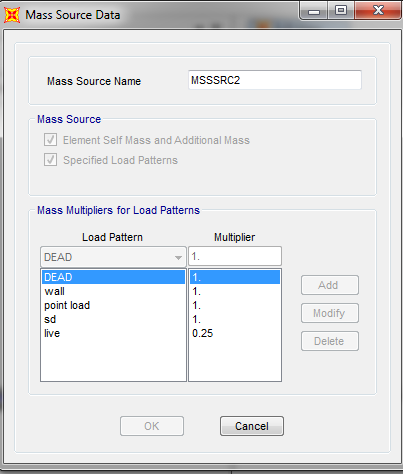 Mass Source Data
Mass Source Name MSSSRC2
Mass Source
Element Self Mass and Additional Mass
Specified Load Patterns
Mass Multipliers for Load Patterns
Load Pattern Multiplier
DEAD 1.
DEAD 1.
wall 1.
point load 1.
sd 1.
live 0.25
Add
Modify
Delete
OK Cancel